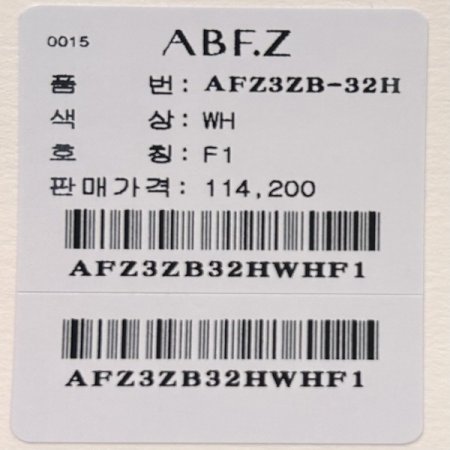 0015 ABF.Z
품 번: AFZ3ZB-32H
색 상: WH
호 칭: F1
판매가격: 114,200
AFZ3ZB32HWHF1
AFZ3ZB32HWHF1